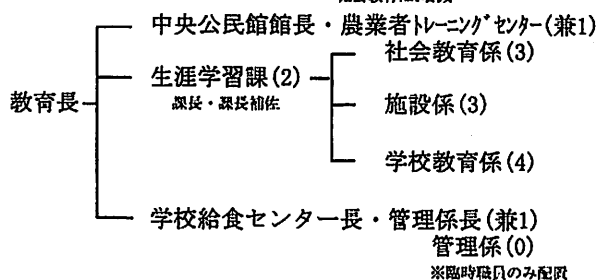 中央公民館館長・農業者トレーニングセンター(兼1)
社会教育係(3)
生涯学習課(2)
課長・課長補佐
教育長
施設係(3)
学校教育係(4)
学校給食センター長・管理係長(兼1)
管理係(0)
※臨時職員のみ配置